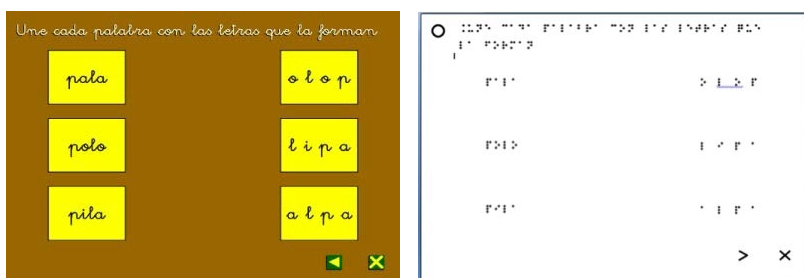 Une cada palabra con las letras que la forman
pala o l o p
polo l i p a
pila a l p a
⠨⠥⠝⠑ ⠉⠁⠙⠁ ⠏⠁⠇⠁⠃⠗⠁ ⠉⠕⠝ ⠇⠁⠎ ⠇⠑⠞⠗⠁⠎ ⠟⠥⠑
⠇⠁ ⠋⠕⠗⠍⠁⠝
⠏⠁⠇⠁ ⠕ ⠇ ⠕ ⠏
⠏⠕⠇⠕ ⠇ ⠊ ⠏ ⠁
⠏⠊⠇⠁ ⠁ ⠇ ⠏ ⠁